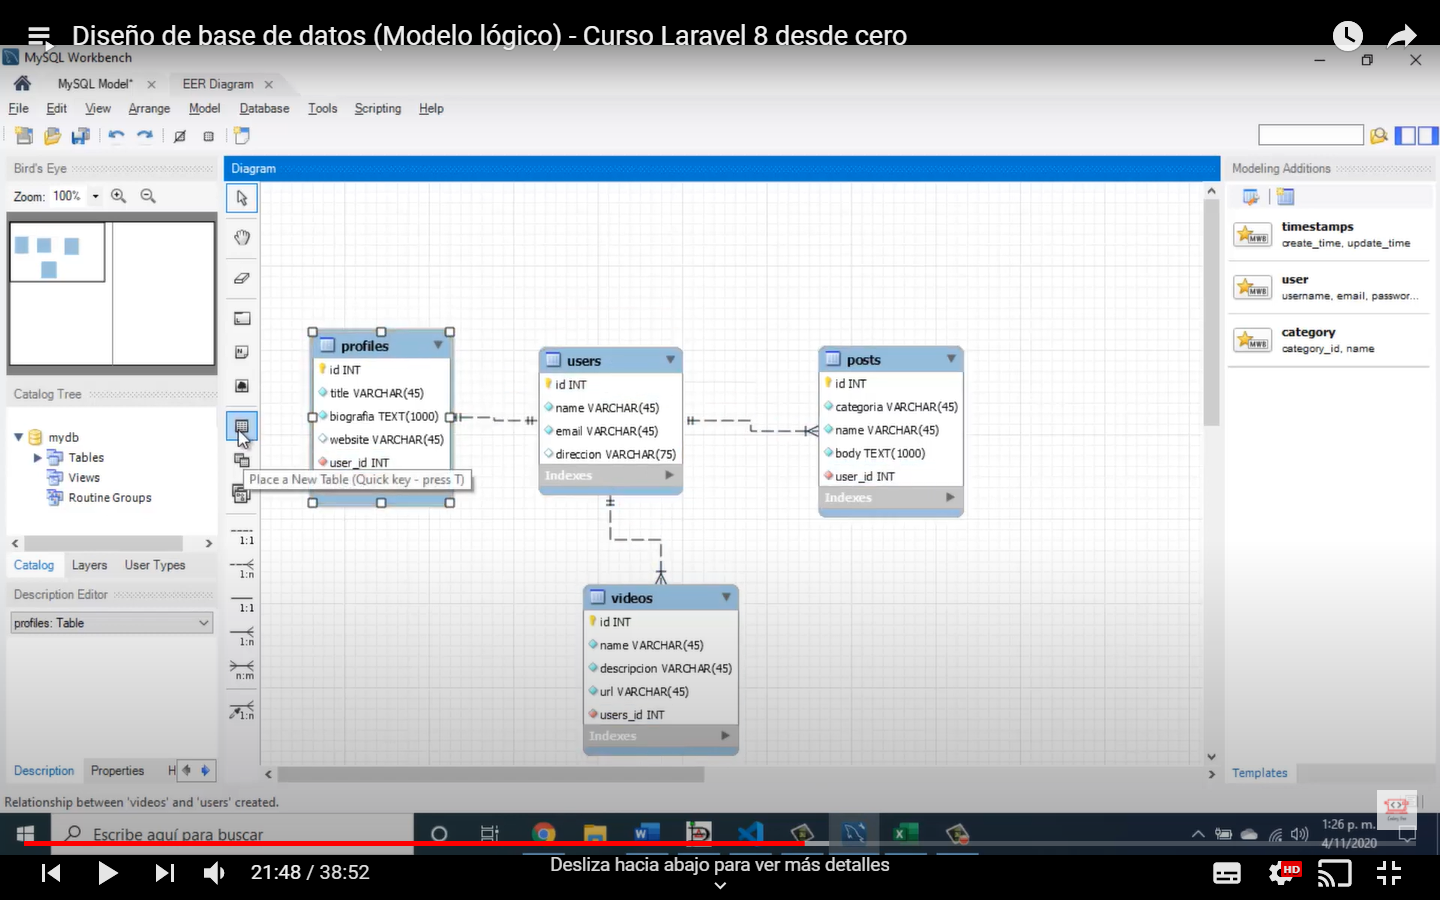 Diseño de base de datos (Modelo lógico) - Curso Laravel 8 desde cero
MySQL Workbench
MySQL Model*
EER Diagram
File Edit View Arrange Model Database Tools Scripting Help
Bird's Eye
Diagram
Modeling Additions
Zoom: 100%
timestamps
create_time, update_time
user
username, email, passwor...
category
category_id, name
profiles
id INT
title VARCHAR(45)
biografia TEXT(1000)
website VARCHAR(45)
user_id INT
Place a New Table (Quick key - press T)
users
id INT
name VARCHAR(45)
email VARCHAR(45)
direccion VARCHAR(75)
Indexes
posts
id INT
categoria VARCHAR(45)
name VARCHAR(45)
body TEXT(1000)
user_id INT
Indexes
videos
id INT
name VARCHAR(45)
descripcion VARCHAR(45)
url VARCHAR(45)
users_id INT
Indexes
Catalog Tree
mydb
Tables
Views
Routine Groups
Catalog Layers User Types
Description Editor
profiles: Table
1:1
1:n
1:1
1:n
n:m
1:n
Description Properties H
Templates
Relationship between 'videos' and 'users' created.
Escribe aquí para buscar
1:26 p. m.
4/11/2020
21:48 / 38:52
Desliza hacia abajo para ver más detalles
HD